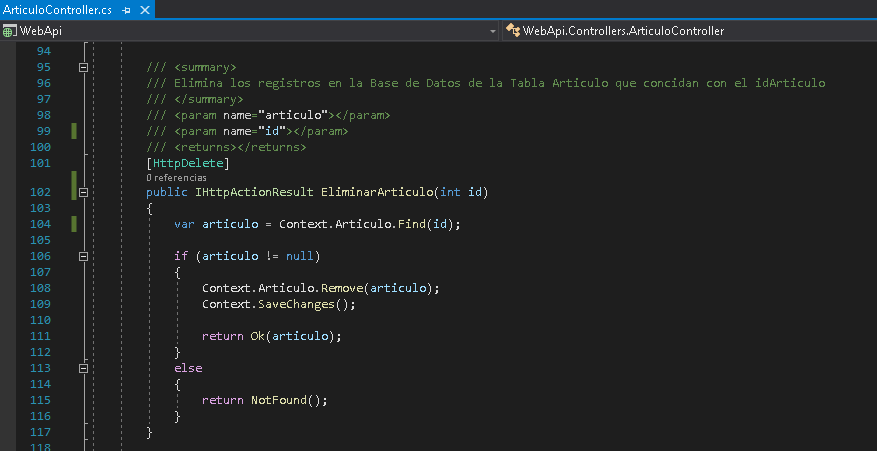 ArticuloController.cs
WebApi WebApi.Controllers.ArticuloController
94
95 /// <summary>
96 /// Elimina los registros en la Base de Datos de la Tabla Articulo que concidan con el idArticulo
97 /// </summary>
98 /// <param name="articulo"></param>
99 /// <param name="id"></param>
100 /// <returns></returns>
101 [HttpDelete]
0 referencias
102 public IHttpActionResult EliminarArticulo(int id)
103 {
104 var articulo = Context.Articulo.Find(id);
105
106 if (articulo != null)
107 {
108 Context.Articulo.Remove(articulo);
109 Context.SaveChanges();
110
111 return Ok(articulo);
112 }
113 else
114 {
115 return NotFound();
116 }
117 }
118